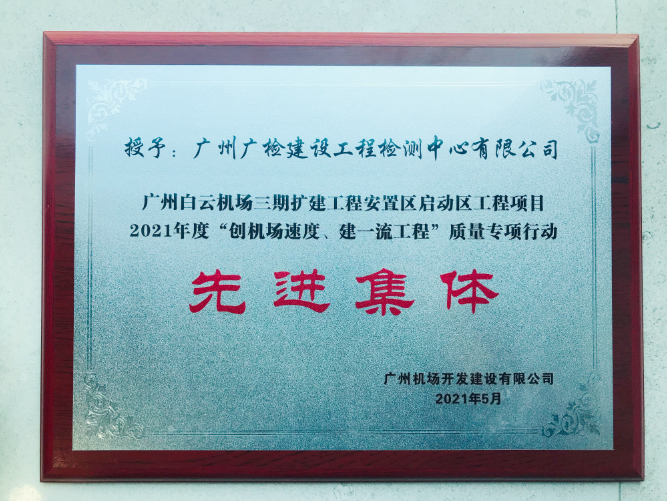 授予：广州广检建设工程检测中心有限公司
广州白云机场三期扩建工程安置区启动区工程项目
2021年度“创机场速度、建一流工程”质量专项行动
先进集体
广州机场开发建设有限公司
2021年5月